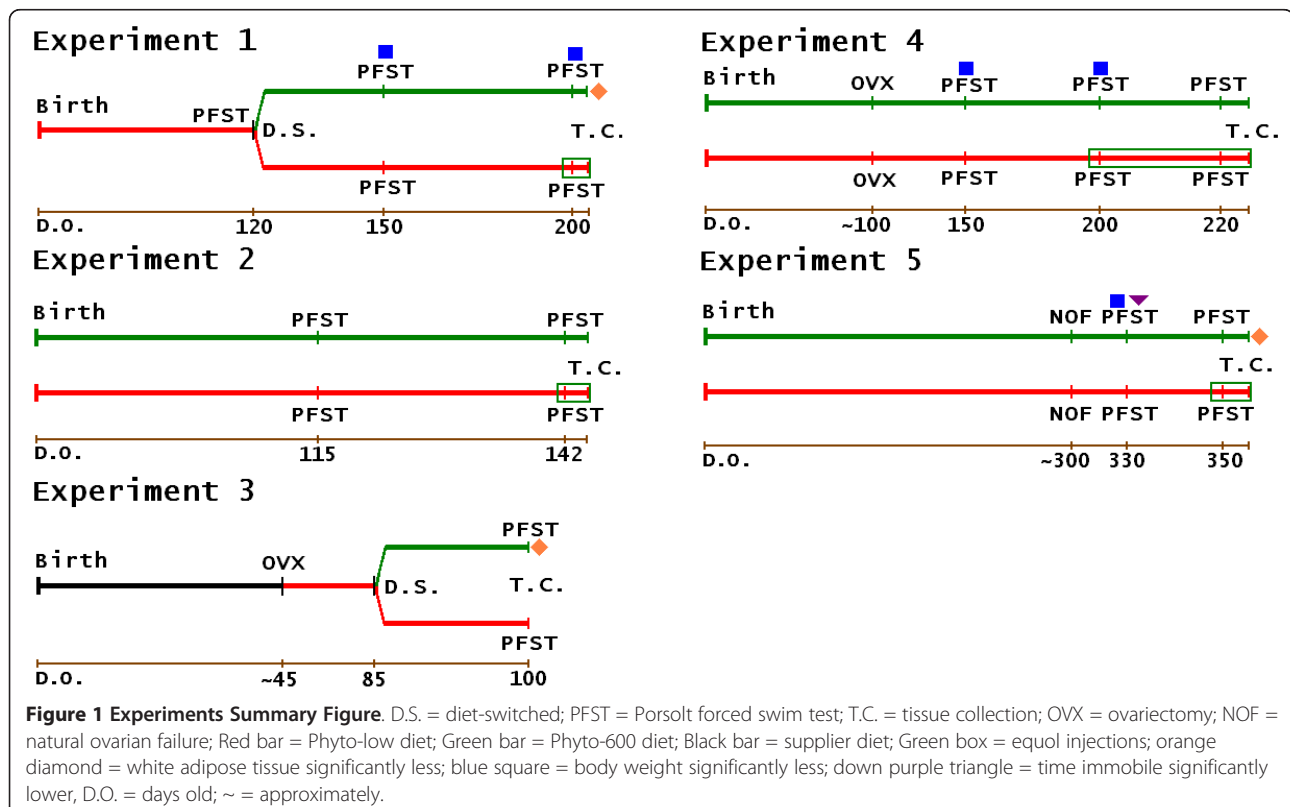 Experiment 1
PFST PFST
Birth
PFST
D.S. T.C.
PFST PFST
D.O. 120 150 200
Experiment 2
Birth
PFST PFST
T.C.
PFST PFST
D.O. 115 142
Experiment 3
PFST
Birth OVX
D.S. T.C.
PFST
D.O. ~45 85 100
Experiment 4
Birth OVX PFST PFST PFST
T.C.
OVX PFST PFST PFST
D.O. ~100 150 200 220
Experiment 5
Birth NOF PFST PFST
T.C.
NOF PFST PFST
D.O. ~300 330 350
Figure 1 Experiments Summary Figure. D.S. = diet-switched; PFST = Porsolt forced swim test; T.C. = tissue collection; OVX = ovariectomy; NOF =
natural ovarian failure; Red bar = Phyto-low diet; Green bar = Phyto-600 diet; Black bar = supplier diet; Green box = equol injections; orange
diamond = white adipose tissue significantly less; blue square = body weight significantly less; down purple triangle = time immobile significantly
lower, D.O. = days old; ~ = approximately.